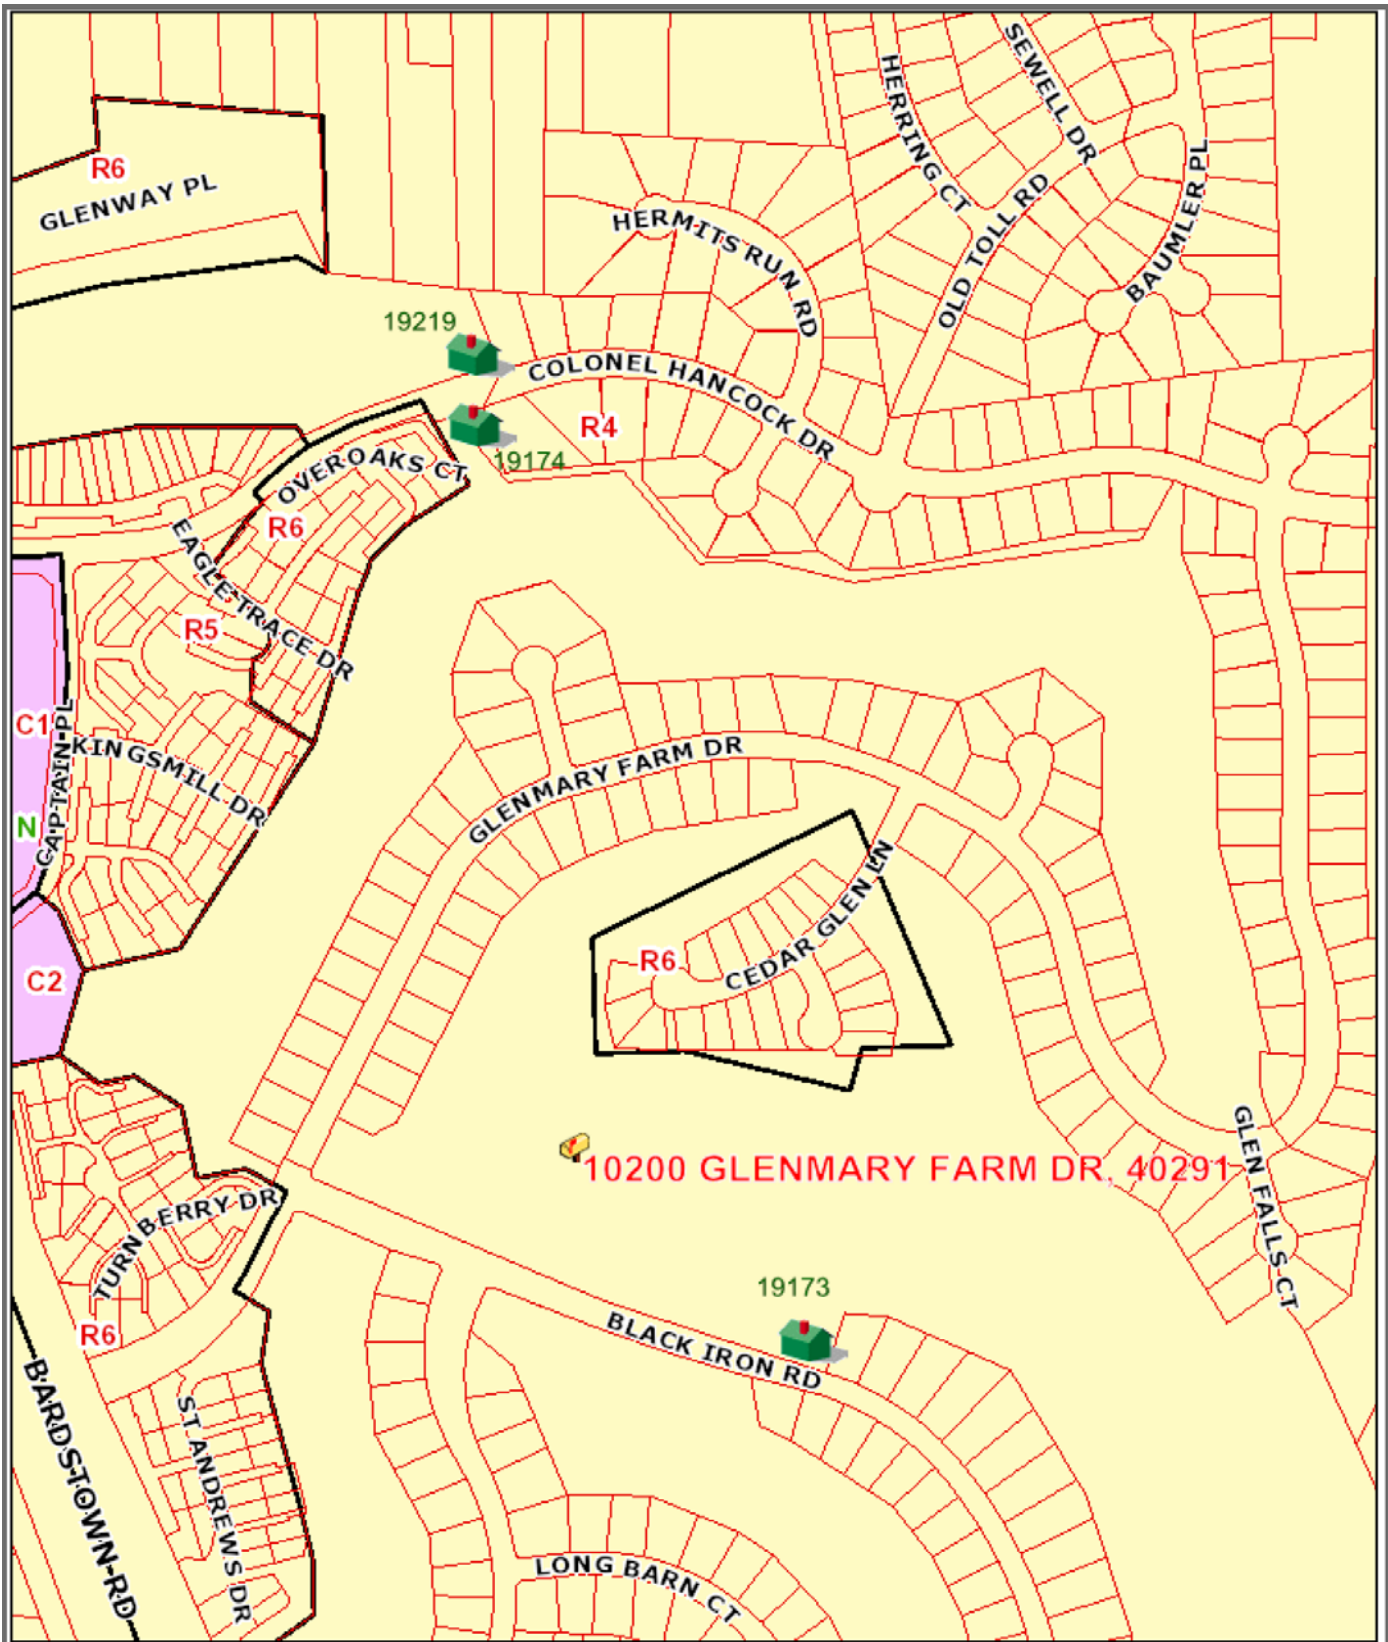 SEWELL DR
HERRING CT
R6
GLENWAY PL
BAUMLER PL
OLD TOLL RD
HERMITS RUN RD
19219
COLONEL HANCOCK DR
R4
19174
OVEROAKS CT
R6
EAGLE TRACE DR
R5
C1
CAPTAIN PL
KINGSMILL DR
GLENMARY FARM DR
N
CEDAR GLEN LN
R6
C2
10200 GLENMARY FARM DR, 40291
GLEN FALLS CT
TURNBERRY DR
R6
19173
BLACK IRON RD
BARDSTOWN RD
ST ANDREWS DR
LONG BARN CT